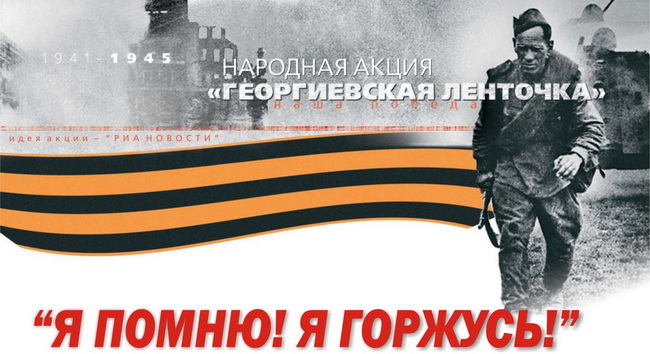 1941-1945
НАРОДНАЯ АКЦИЯ
«ГЕОРГИЕВСКАЯ ЛЕНТОЧКА»
наша победа
идея акции – "РИА НОВОСТИ"
"Я ПОМНЮ! Я ГОРЖУСЬ!"